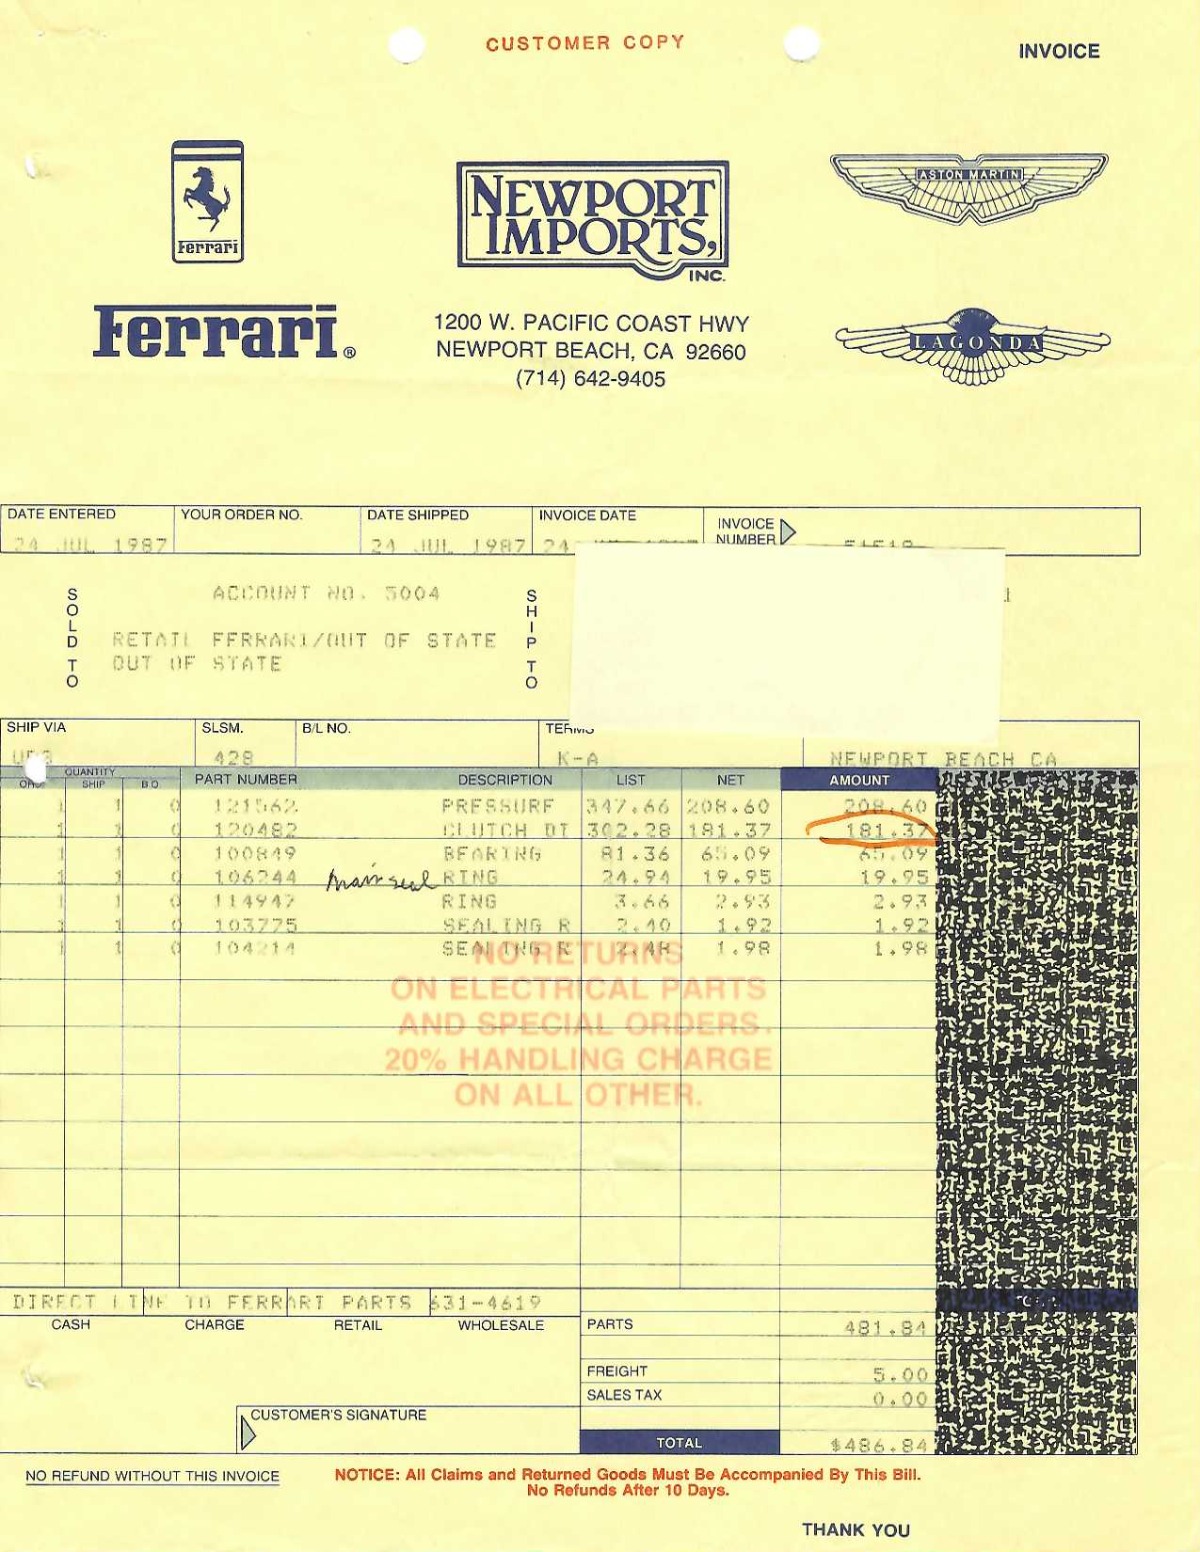 CUSTOMER COPY
INVOICE
Ferrari
NEWPORT IMPORTS, INC.
ASTON MARTIN
Ferrari®
1200 W. PACIFIC COAST HWY
NEWPORT BEACH, CA 92660
(714) 642-9405
LAGONDA
DATE ENTERED YOUR ORDER NO. DATE SHIPPED INVOICE DATE INVOICE NUMBER
24 JUL 1987 24 JUL 1987 24
SOLD TO
ACCOUNT NO. 5004
RETAIL FERRARI/OUT OF STATE
OUT OF STATE
SHIP TO
SHIP VIA SLSM. B/L NO. TERMS
428 K-A NEWPORT BEACH CA
QUANTITY
SHIP B O PART NUMBER DESCRIPTION LIST NET AMOUNT
1 1 0 121562 PRESSURE 347.66 208.60 208.60
1 1 0 120482 CLUTCH DI 302.28 181.37 181.37
1 1 0 100849 BEARING 81.36 65.09 65.09
1 1 0 106244 main seal RING 24.94 19.95 19.95
1 1 0 114947 RING 3.66 2.93 2.93
1 1 0 103775 SEALING R 2.40 1.92 1.92
1 1 0 104214 SEALING R 2.48 1.98 1.98
NO RETURNS
ON ELECTRICAL PARTS
AND SPECIAL ORDERS.
20% HANDLING CHARGE
ON ALL OTHER.
DIRECT LINE TO FERRARI PARTS 631-4619
CASH CHARGE RETAIL WHOLESALE PARTS 481.84
FREIGHT 5.00
SALES TAX 0.00
CUSTOMER'S SIGNATURE
TOTAL $486.84
NO REFUND WITHOUT THIS INVOICE
NOTICE: All Claims and Returned Goods Must Be Accompanied By This Bill.
No Refunds After 10 Days.
THANK YOU